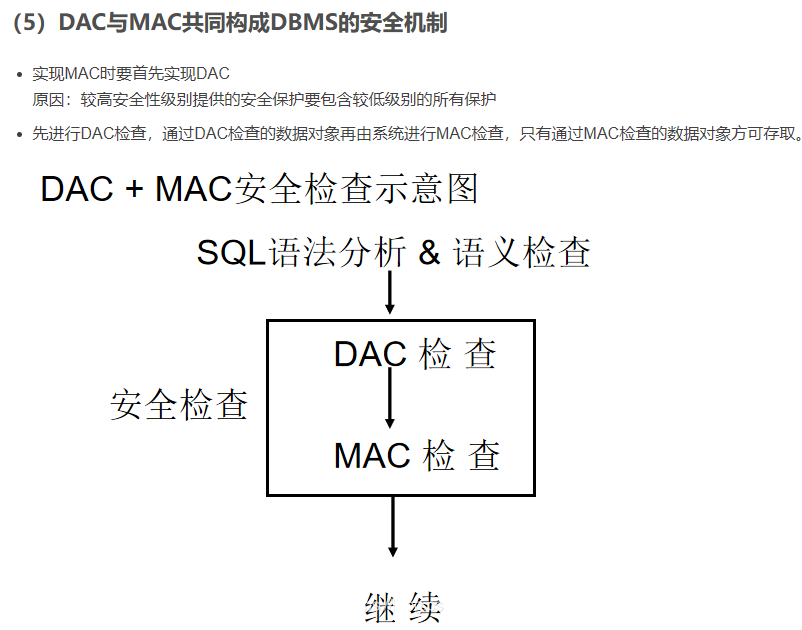 （5）DAC与MAC共同构成DBMS的安全机制
实现MAC时要首先实现DAC
原因：较高安全性级别提供的安全保护要包含较低级别的所有保护
先进行DAC检查，通过DAC检查的数据对象再由系统进行MAC检查，只有通过MAC检查的数据对象方可存取。
DAC + MAC安全检查示意图
SQL语法分析 & 语义检查
DAC 检 查
安全检查
MAC 检 查
继 续